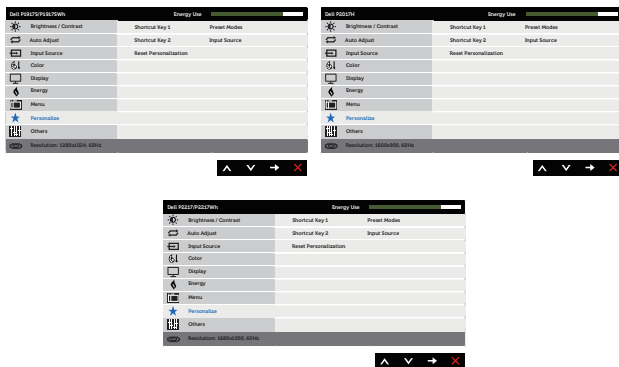 Dell P1917S/P1917SWh Energy Use
Brightness / Contrast Shortcut Key 1 Preset Modes
Auto Adjust Shortcut Key 2 Input Source
Input Source Reset Personalization
Color
Display
Energy
Menu
Personalize
Others
Resolution: 1280x1024, 60Hz
Dell P2017H
Brightness / Contrast Shortcut Key 1 Preset Modes
Auto Adjust Shortcut Key 2 Input Source
Input Source Reset Personalization
Color
Display
Energy
Menu
Personalize
Others
Resolution: 1600x900, 60Hz
Dell P2217/P2217Wh Energy Use
Brightness / Contrast Shortcut Key 1 Preset Modes
Auto Adjust Shortcut Key 2 Input Source
Input Source Reset Personalization
Color
Display
Energy
Menu
Personalize
Others
Resolution: 1680x1050, 60Hz